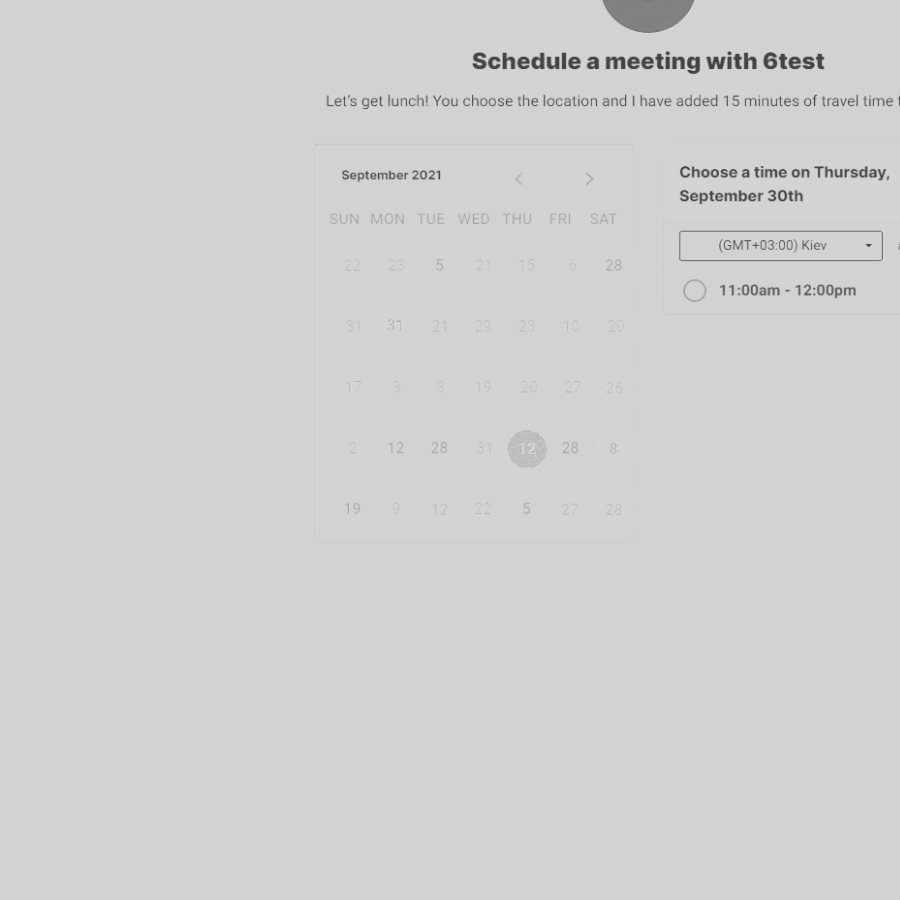 Schedule a meeting with 6test
Let's get lunch! You choose the location and I have added 15 minutes of travel time
September 2021
SUN MON TUE WED THU FRI SAT
22 23 5 21 15 6 28
31 31 21 29 23 10 20
17 3 3 19 20 27 26
2 12 28 31 12 28 8
19 9 12 22 5 27 28
Choose a time on Thursday,
September 30th
(GMT+03:00) Kiev
11:00am - 12:00pm